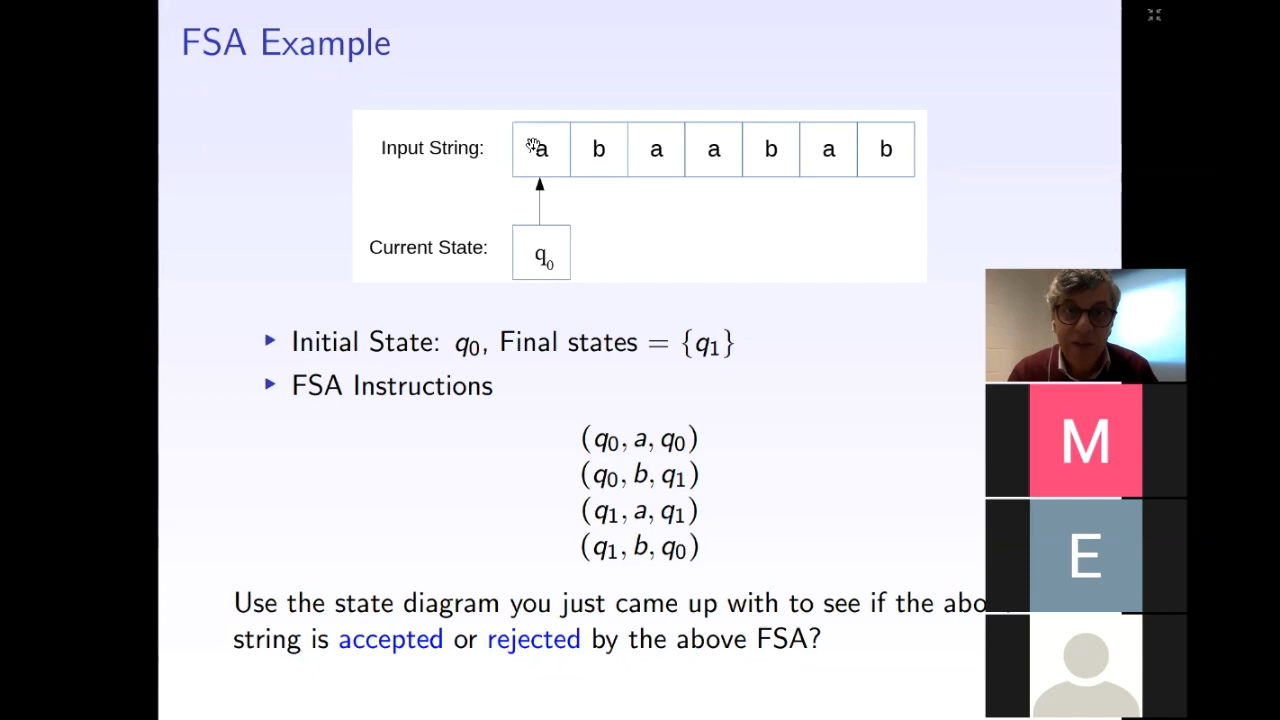 FSA Example
Input String: a b a a b a b
Current State: q₀
Initial State: q₀, Final states = {q₁}
FSA Instructions
(q₀, a, q₀)
(q₀, b, q₁)
(q₁, a, q₁)
(q₁, b, q₀)
Use the state diagram you just came up with to see if the
string is accepted or rejected by the above FSA?
M
E